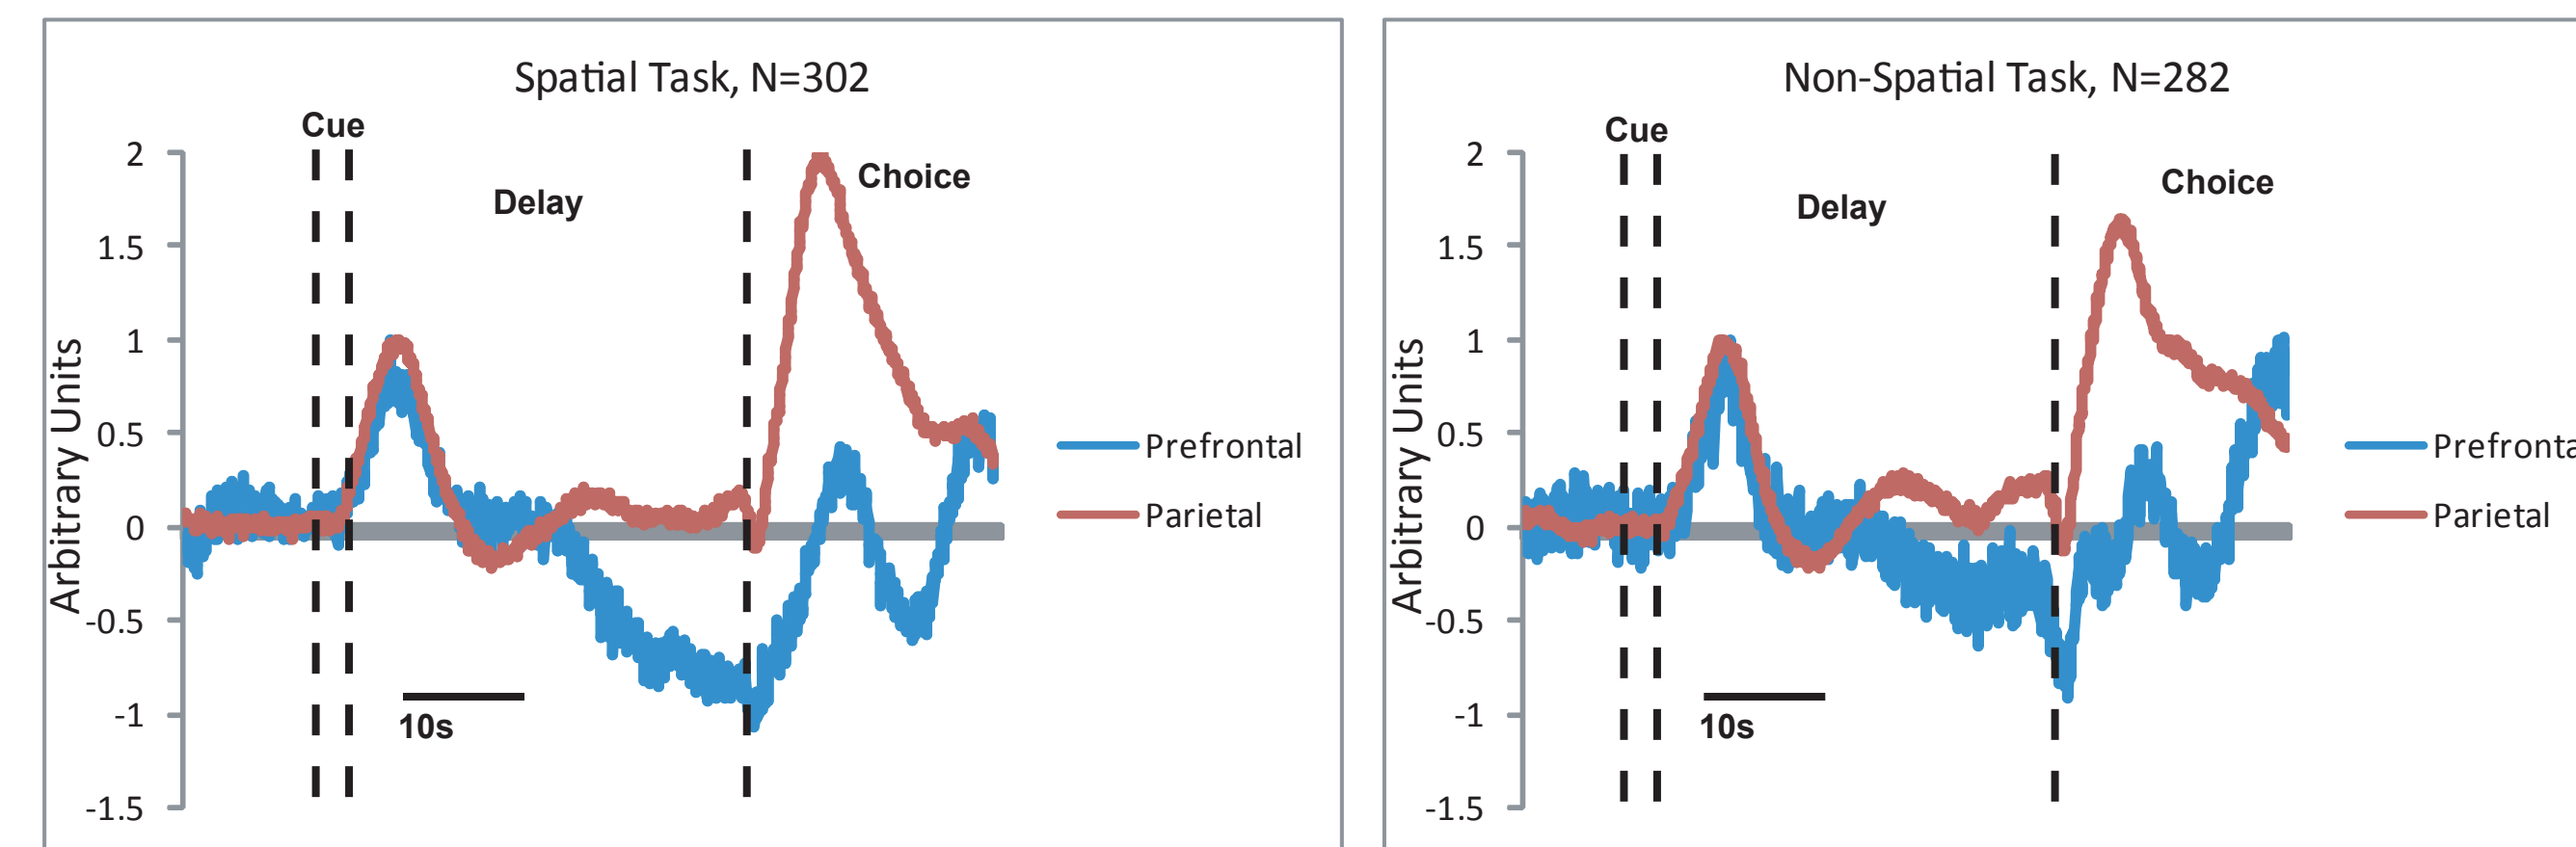 Spatial Task, N=302
Cue
Delay
Choice
2
1.5
1
0.5
0
-0.5
-1
-1.5
Arbitrary Units
10s
Prefrontal
Parietal
Non-Spatial Task, N=282
Cue
Delay
Choice
2
1.5
1
0.5
0
-0.5
-1
-1.5
Arbitrary Units
10s
Prefronta
Parietal